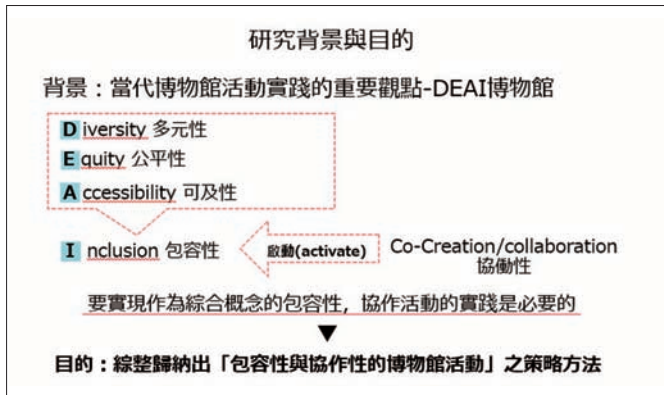 研究背景與目的
背景：當代博物館活動實踐的重要觀點-DEAI博物館
D iversity 多元性
E quity 公平性
A ccessibility 可及性
I nclusion 包容性
啟動(activate)
Co-Creation/collaboration
協働性
要實現作為綜合概念的包容性，協作活動的實踐是必要的
目的：綜整歸納出「包容性與協作性的博物館活動」之策略方法